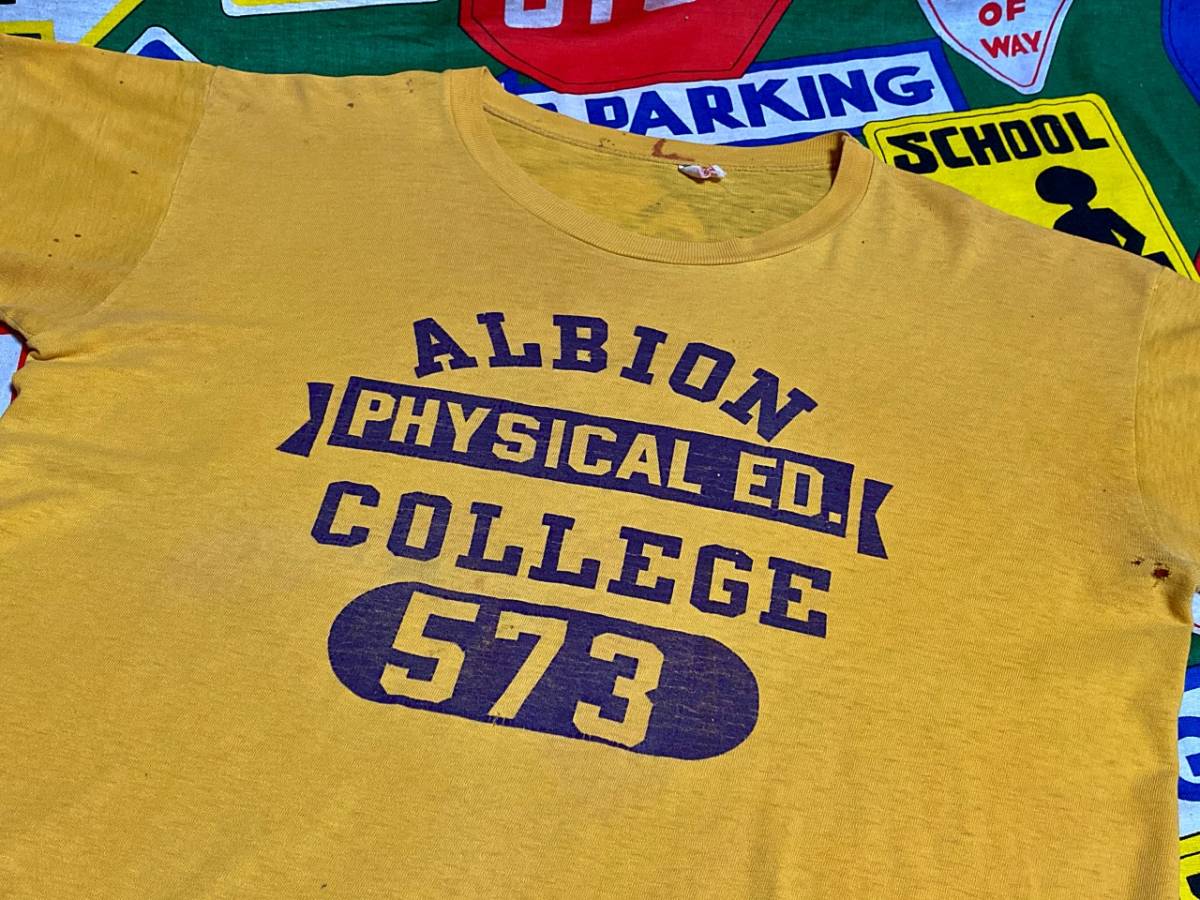 OF
WAY
PARKING
SCHOOL
ALBION
PHYSICAL ED.
COLLEGE
573